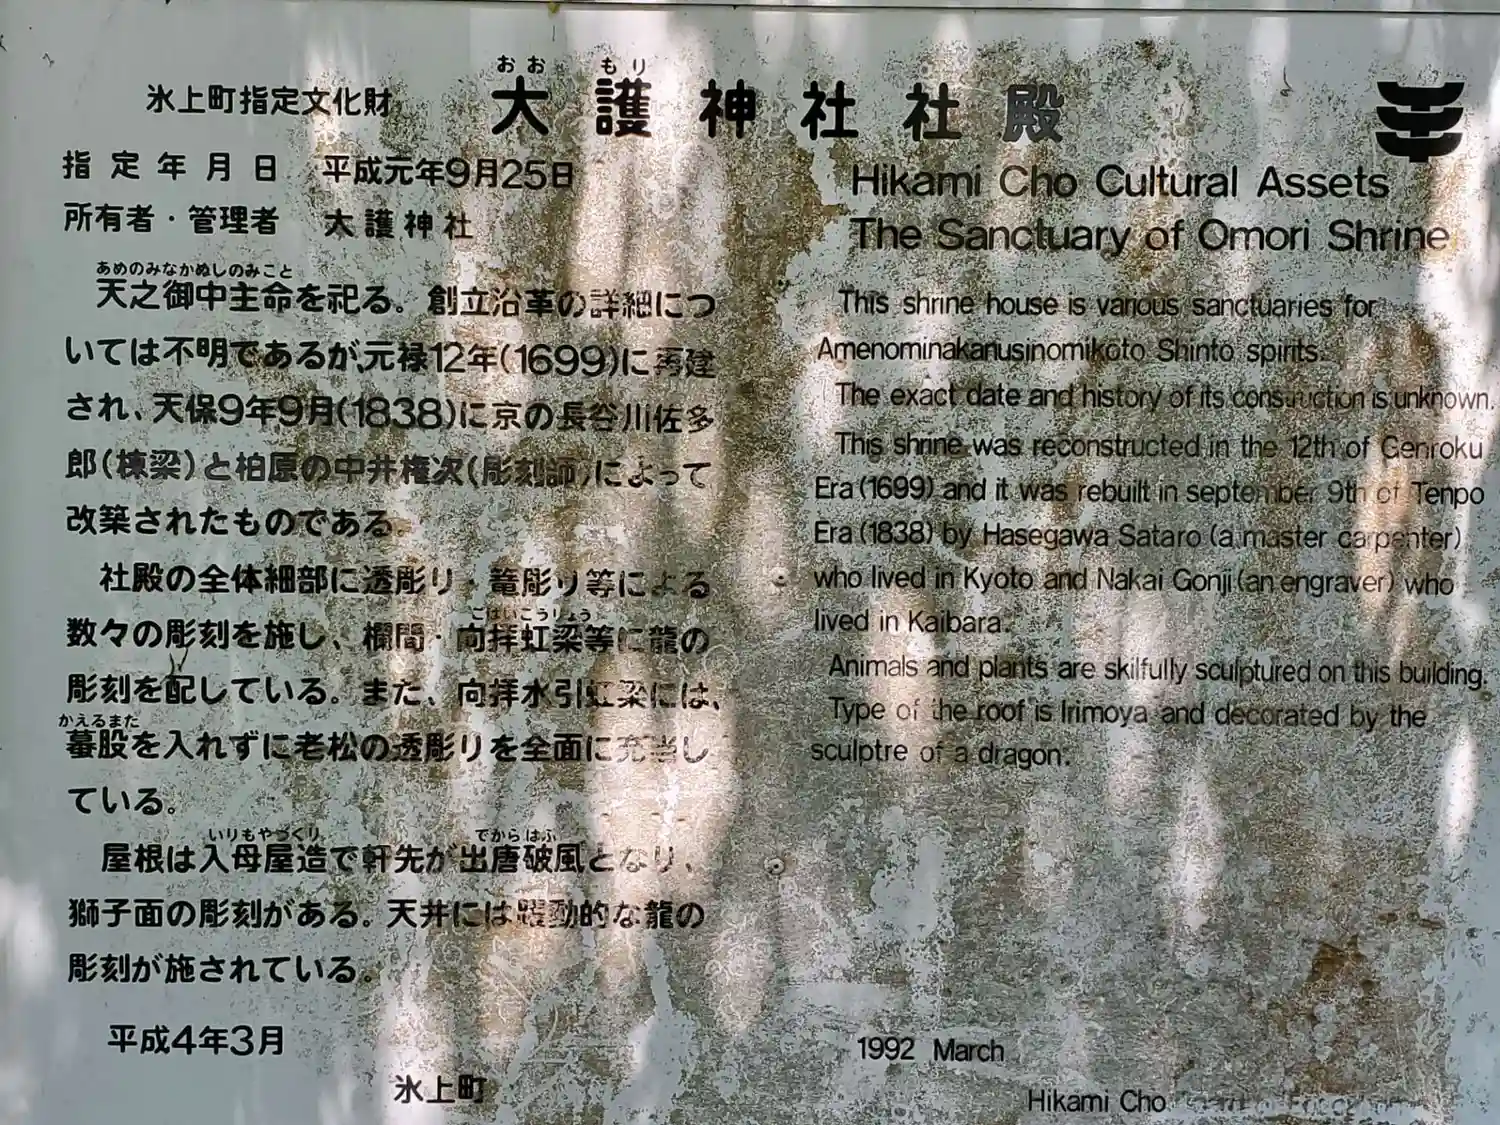 氷上町指定文化財
おお もり
大護神社社殿
指定年月日 平成元年9月25日
所有者・管理者 大護神社
あめのみなかぬしのみこと
天之御中主命を祀る。創立沿革の詳細につ
いては不明であるが、元禄12年(1699)に再建
され、天保9年9月(1838)に京の長谷川佐多
郎(棟梁)と柏原の中井権次(彫刻師)によって
改築されたものである。
社殿の全体細部に透彫り・篭彫り等による
ごはいこうりょう
数々の彫刻を施し、欄間・向拝虹梁等に龍の
彫刻を配している。また、向拝水引虹梁には、
かえるまた
蟇股を入れずに老松の透彫りを全面に充当し
ている。
いりもやづくり でからはふ
屋根は入母屋造で軒先が出唐破風となり、
獅子面の彫刻がある。天井には躍動的な龍の
彫刻が施されている。
平成4年3月
氷上町
Hikami Cho Cultural Assets
The Sanctuary of Omori Shrine
This shrine house is various sanctuaries for
Amenominakanusinomikoto Shinto spirits.
The exact date and history of its construction is unknown.
This shrine was reconstructed in the 12th of Genroku
Era (1699) and it was rebuilt in september 9th of Tenpo
Era (1838) by Hasegawa Sataro (a master carpenter)
who lived in Kyoto and Nakai Gonji (an engraver) who
lived in Kaibara.
Animals and plants are skilfully sculptured on this building.
Type of the roof is Irimoya and decorated by the
sculptre of a dragon.
1992 March
Hikami Cho